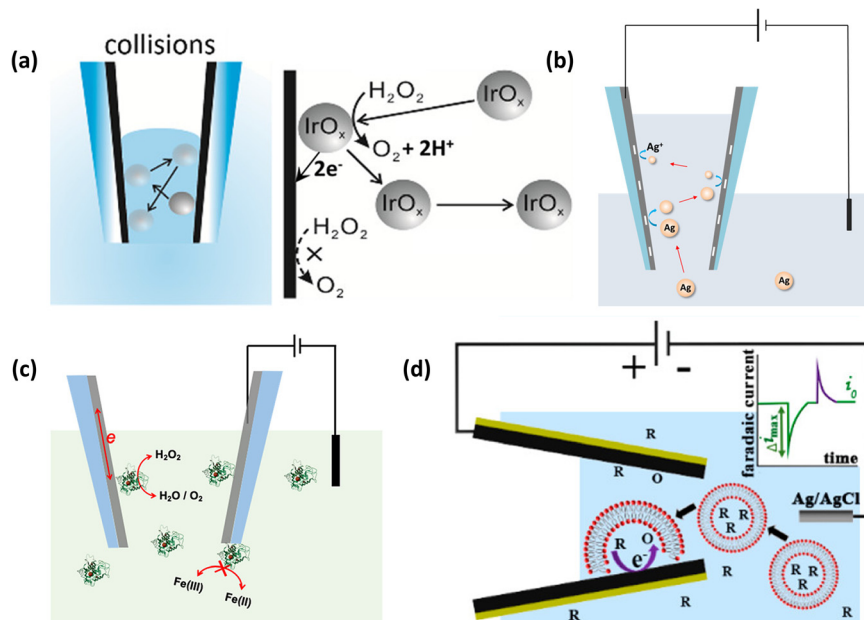 (a)
collisions
H₂O₂
IrOₓ
IrOₓ
O₂ + 2H⁺
2e⁻
IrOₓ
IrOₓ
H₂O₂
×
O₂
(b)
Ag⁺
Ag
Ag
Ag
(c)
e
H₂O₂
H₂O / O₂
Fe(III)
Fe(II)
(d)
+ -
faradaic current
i₀
Δiₘₐₓ
time
R
R
O
R
Ag/AgCl
R
R R
R
O
e⁻
R
R R
R
R
R
R